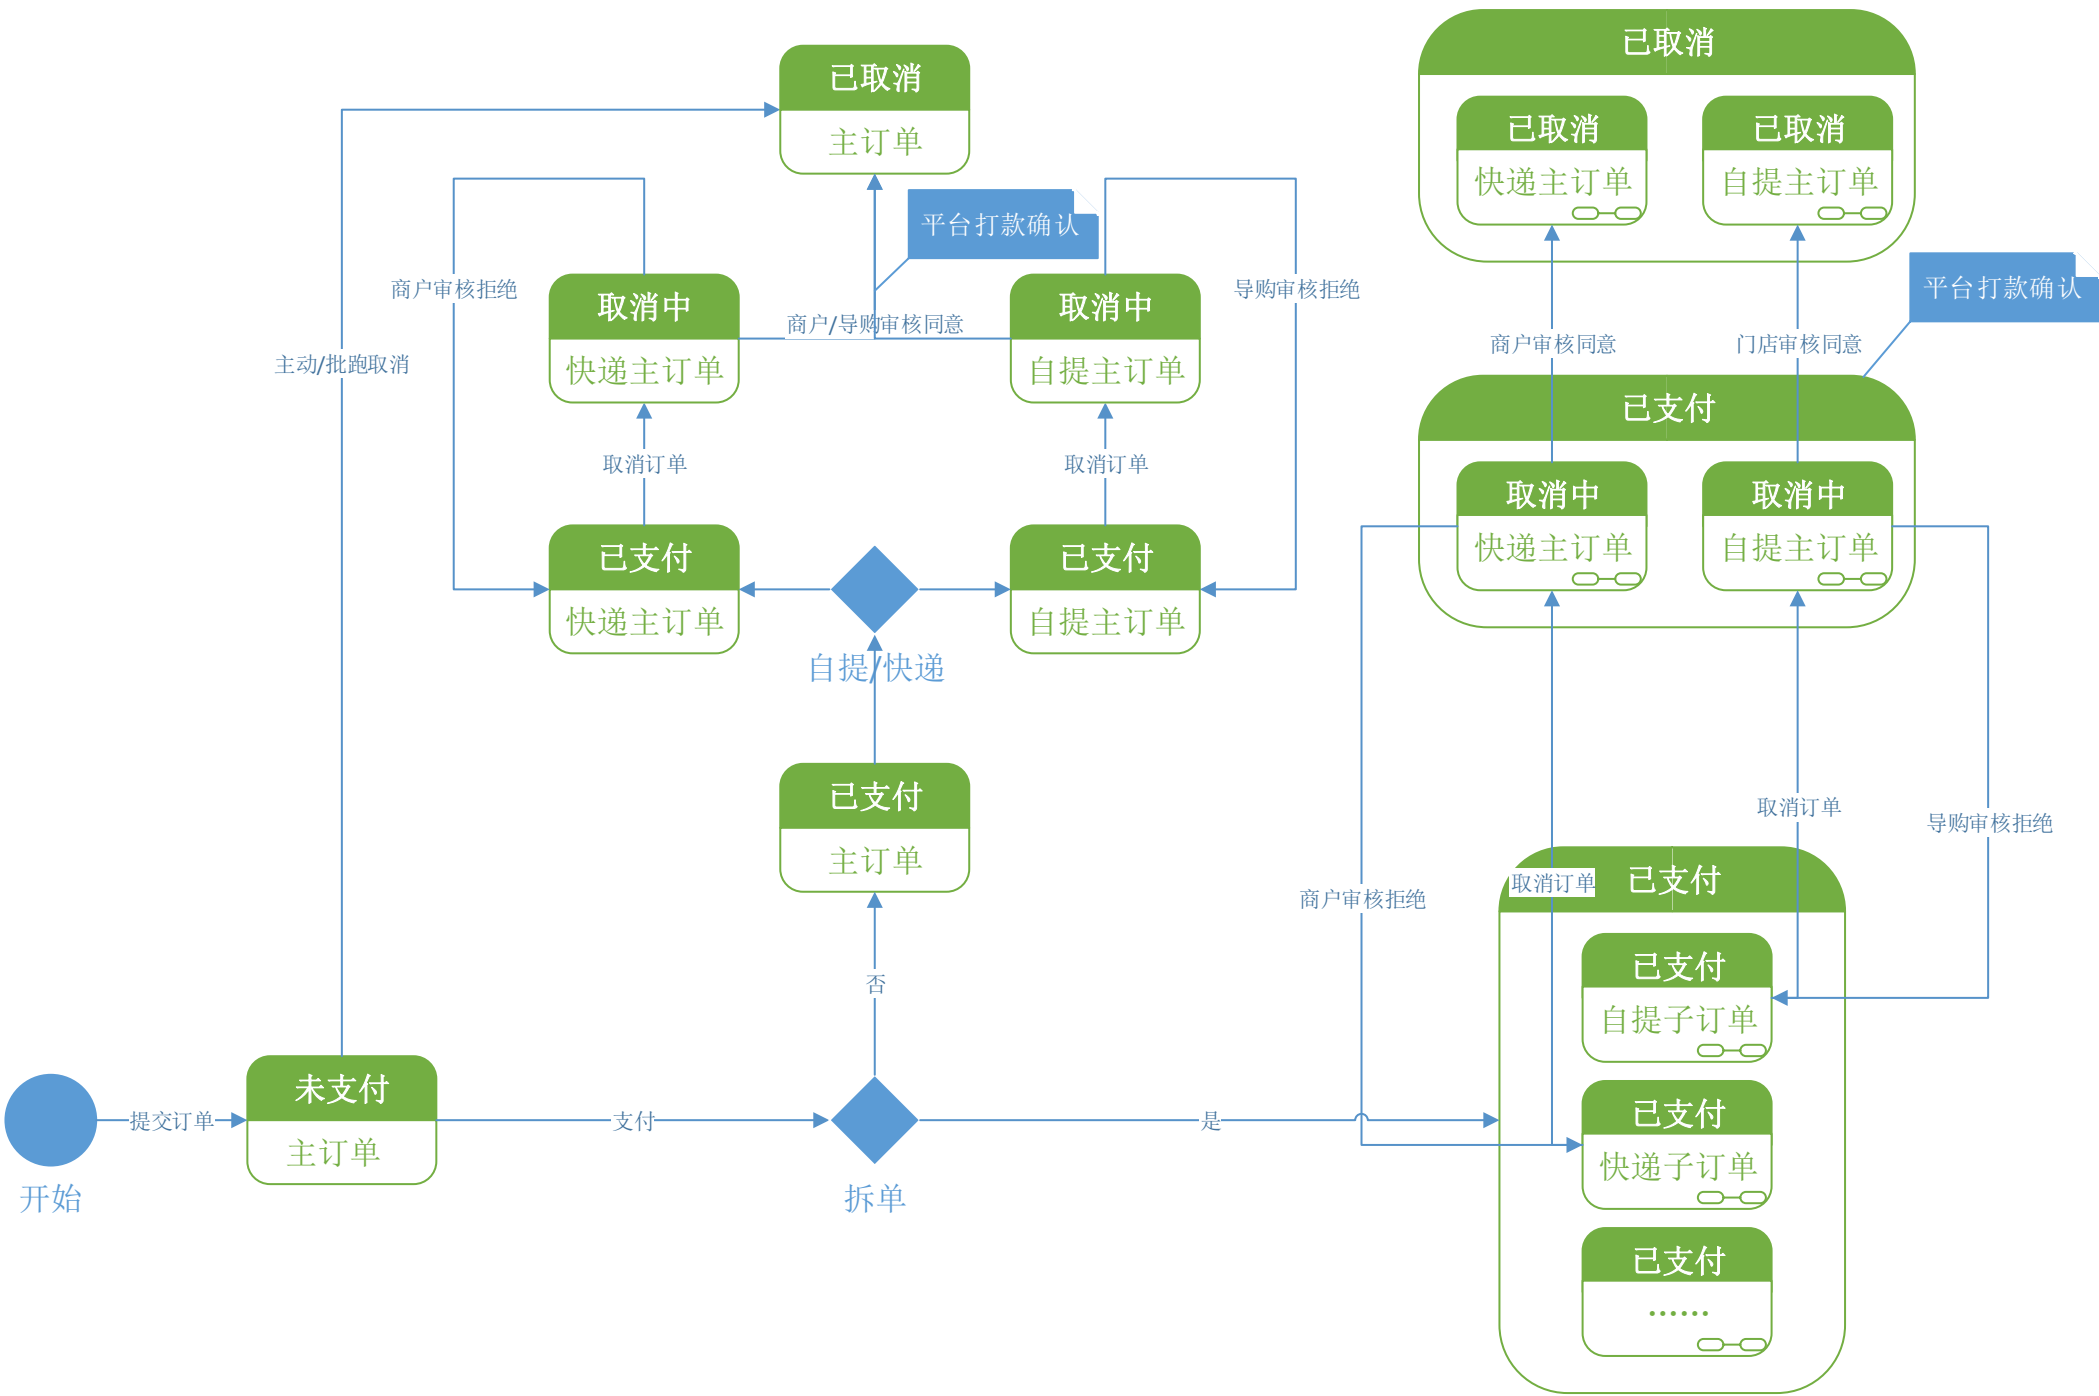 已取消
已取消
主订单
已取消
快递主订单
已取消
自提主订单
平台打款确认
平台打款确认
商户审核拒绝
取消中
快递主订单
商户/导购审核同意
取消中
自提主订单
导购审核拒绝
商户审核同意
门店审核同意
主动/批跑取消
已支付
取消订单
取消订单
取消中
快递主订单
取消中
自提主订单
已支付
快递主订单
自提/快递
已支付
自提主订单
已支付
主订单
取消订单
导购审核拒绝
商户审核拒绝
取消订单
已支付
否
已支付
自提子订单
未支付
主订单
提交订单
支付
是
开始
拆单
已支付
快递子订单
已支付
······